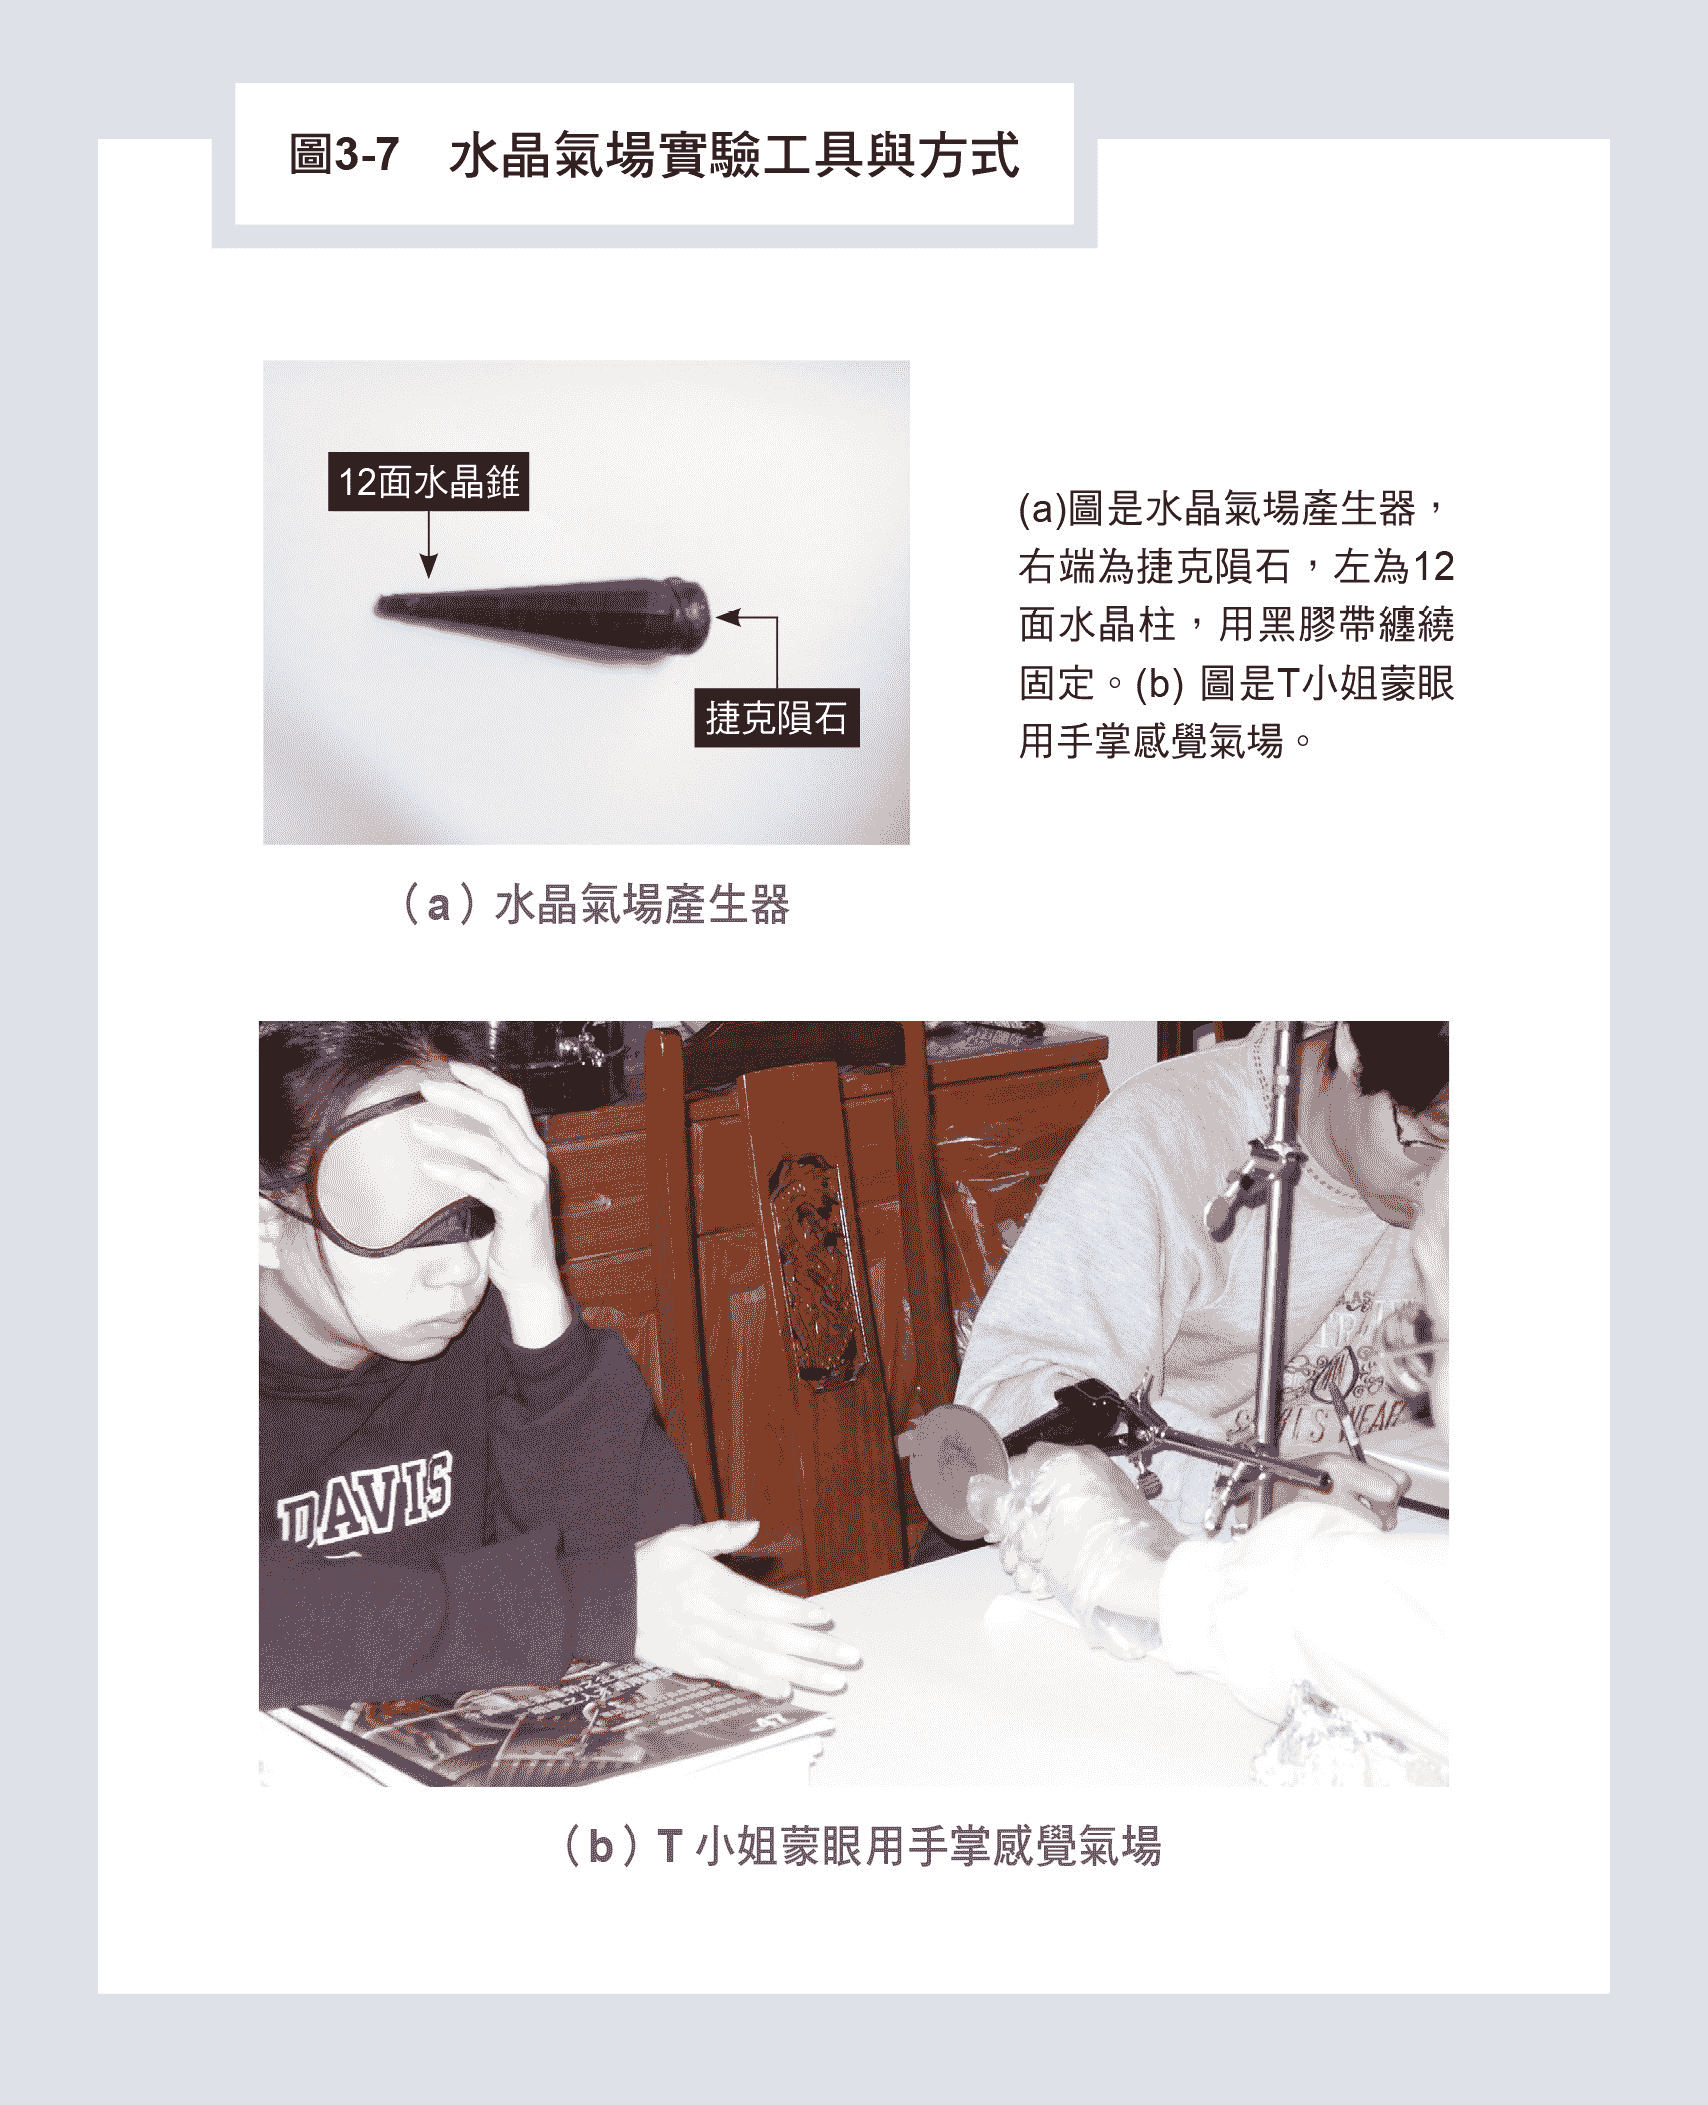 圖3-7 水晶氣場實驗工具與方式
12面水晶錐
捷克隕石
(a)圖是水晶氣場產生器，
右端為捷克隕石，左為12
面水晶柱，用黑膠帶纏繞
固定。(b) 圖是T小姐蒙眼
用手掌感覺氣場。
（a）水晶氣場產生器
DAVIS
47
（b）T 小姐蒙眼用手掌感覺氣場